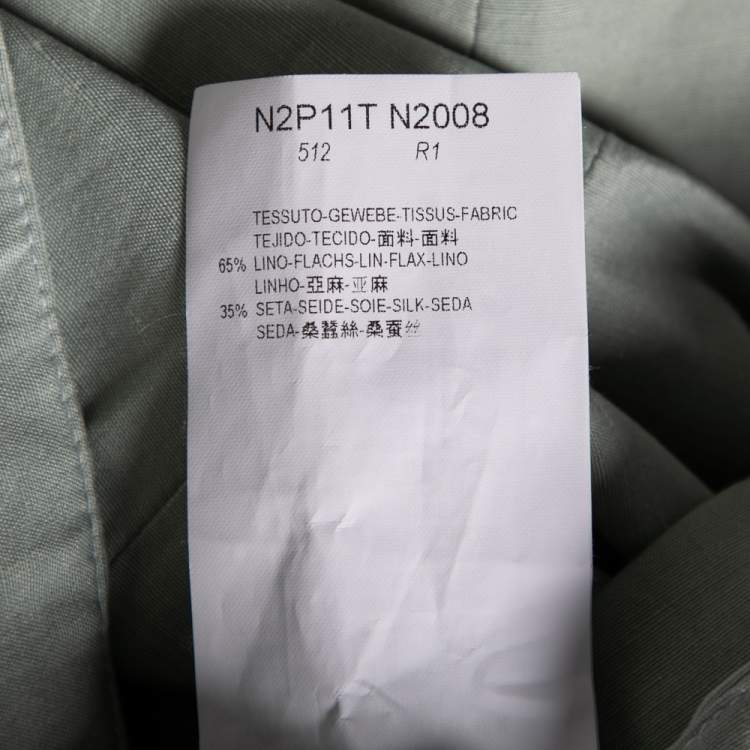 N2P11T N2008
512 R1
TESSUTO-GEWEBE-TISSUS-FABRIC
TEJIDO-TECIDO-面料-面料
65% LINO-FLACHS-LIN-FLAX-LINO
LINHO-亞麻-亚麻
35% SETA-SEIDE-SOIE-SILK-SEDA
SEDA-桑蠶絲-桑蚕丝